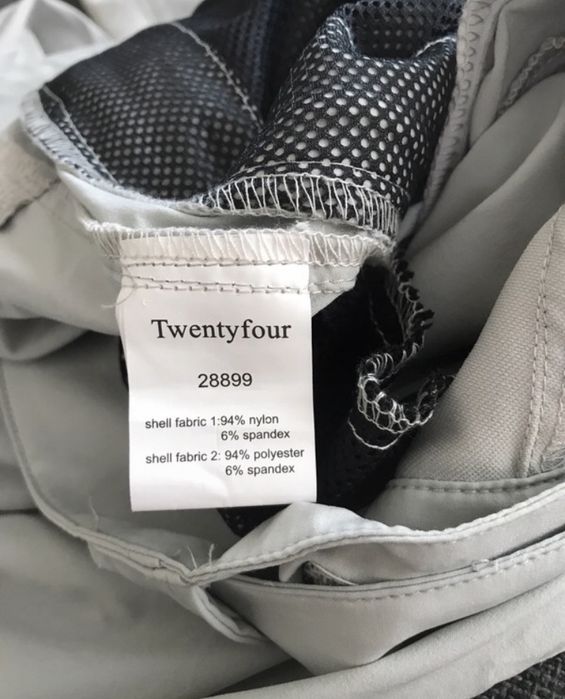 Twentyfour
28899
shell fabric 1:94% nylon
6% spandex
shell fabric 2: 94% polyester
6% spandex